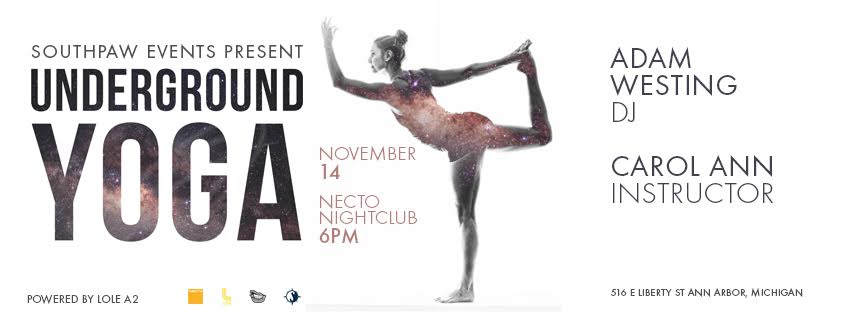 SOUTHPAW EVENTS PRESENT
UNDERGROUND
YOGA
NOVEMBER
14
NECTO
NIGHTCLUB
6PM
ADAM
WESTING
DJ
CAROL ANN
INSTRUCTOR
POWERED BY LOLE A2
516 E LIBERTY ST ANN ARBOR, MICHIGAN